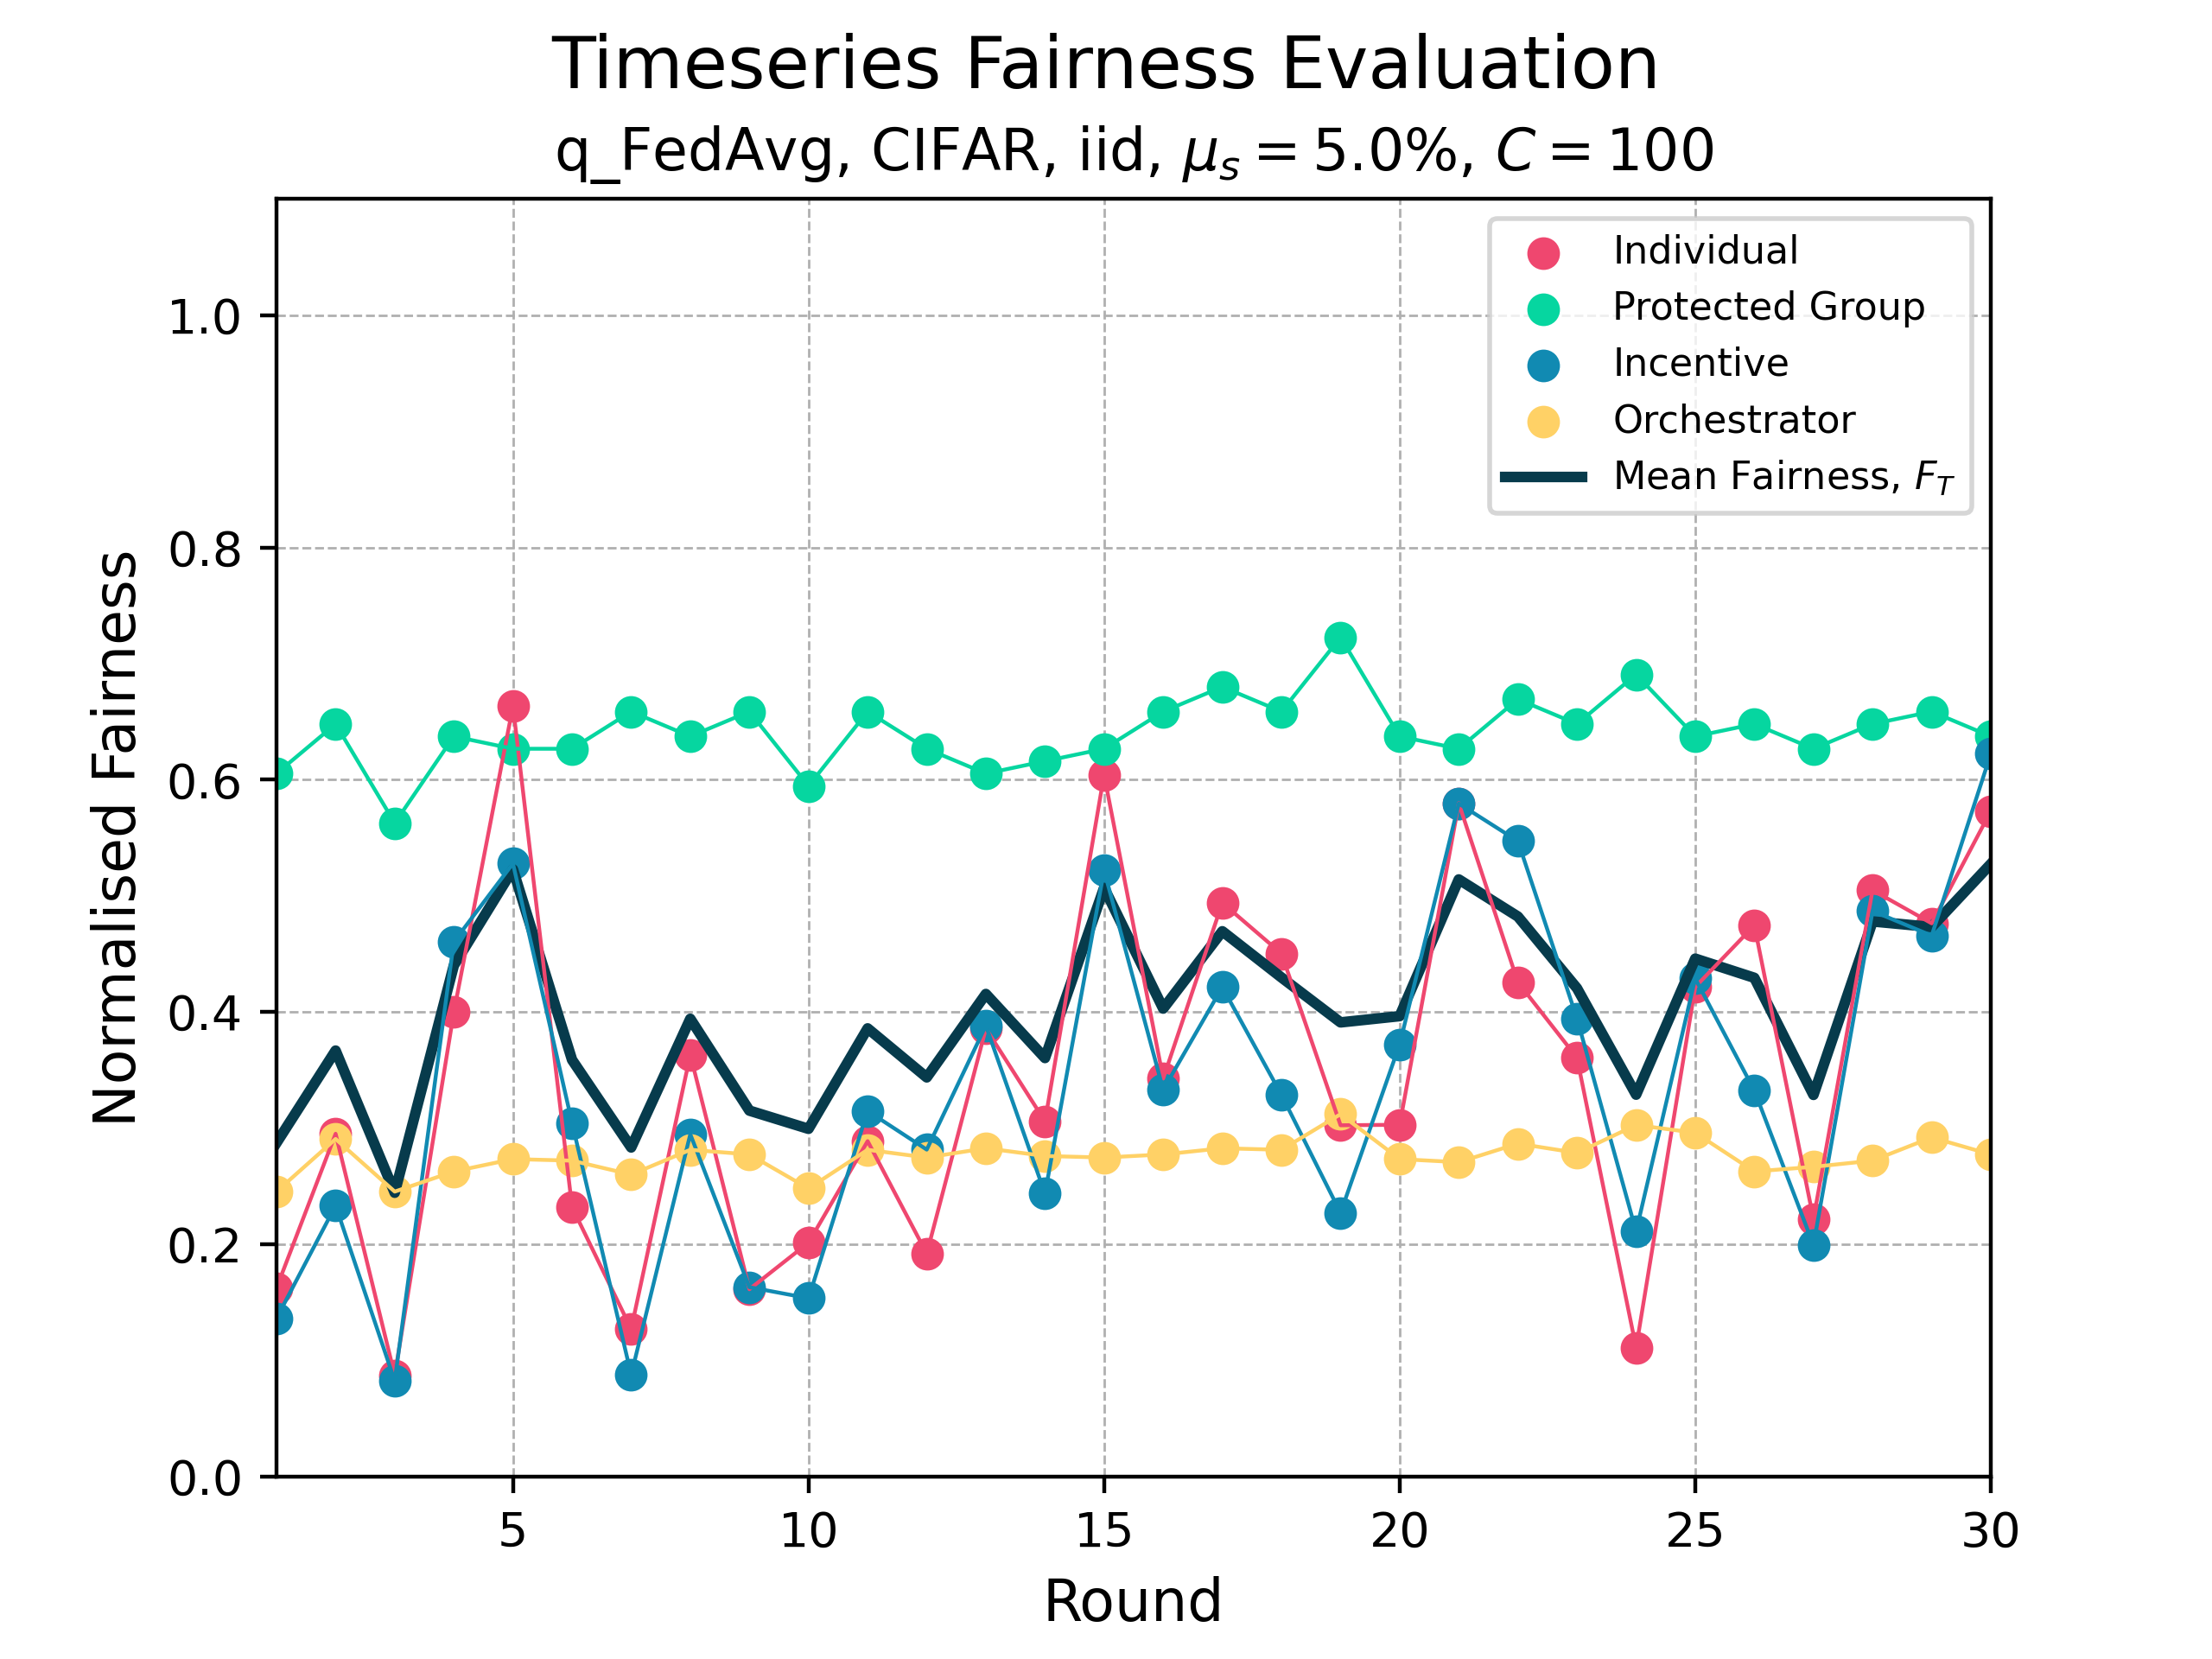 Timeseries Fairness Evaluation
q_FedAvg, CIFAR, iid, μₛ = 5.0%, C = 100
Individual
Protected Group
Incentive
Orchestrator
Mean Fairness, F_T
Normalised Fairness
1.0
0.8
0.6
0.4
0.2
0.0
5 10 15 20 25 30
Round